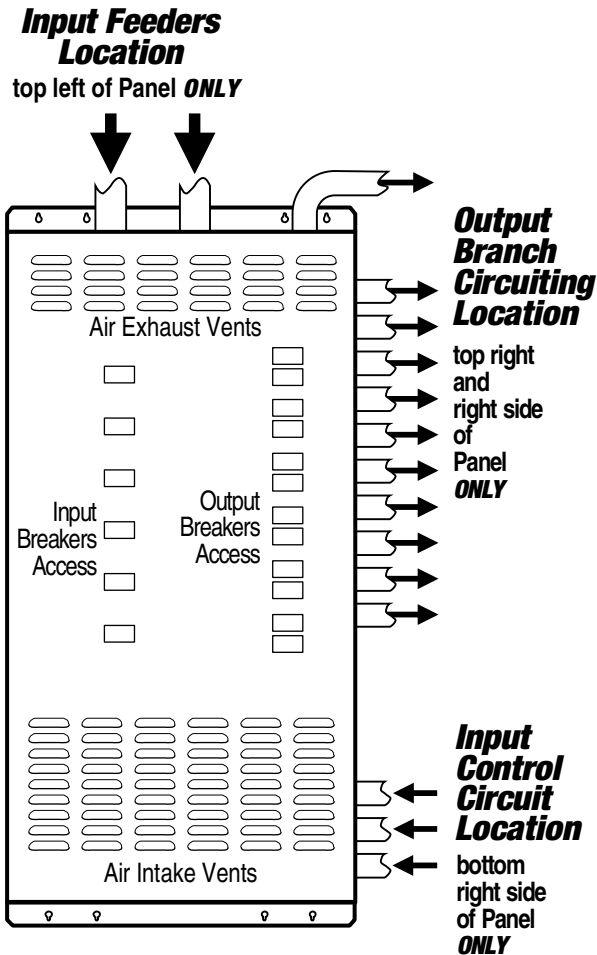 Input Feeders
Location
top left of Panel ONLY
Output
Branch
Circuiting
Location
top right
and
right side
of
Panel
ONLY
Air Exhaust Vents
Input
Breakers
Access
Output
Breakers
Access
Air Intake Vents
Input
Control
Circuit
Location
bottom
right side
of Panel
ONLY